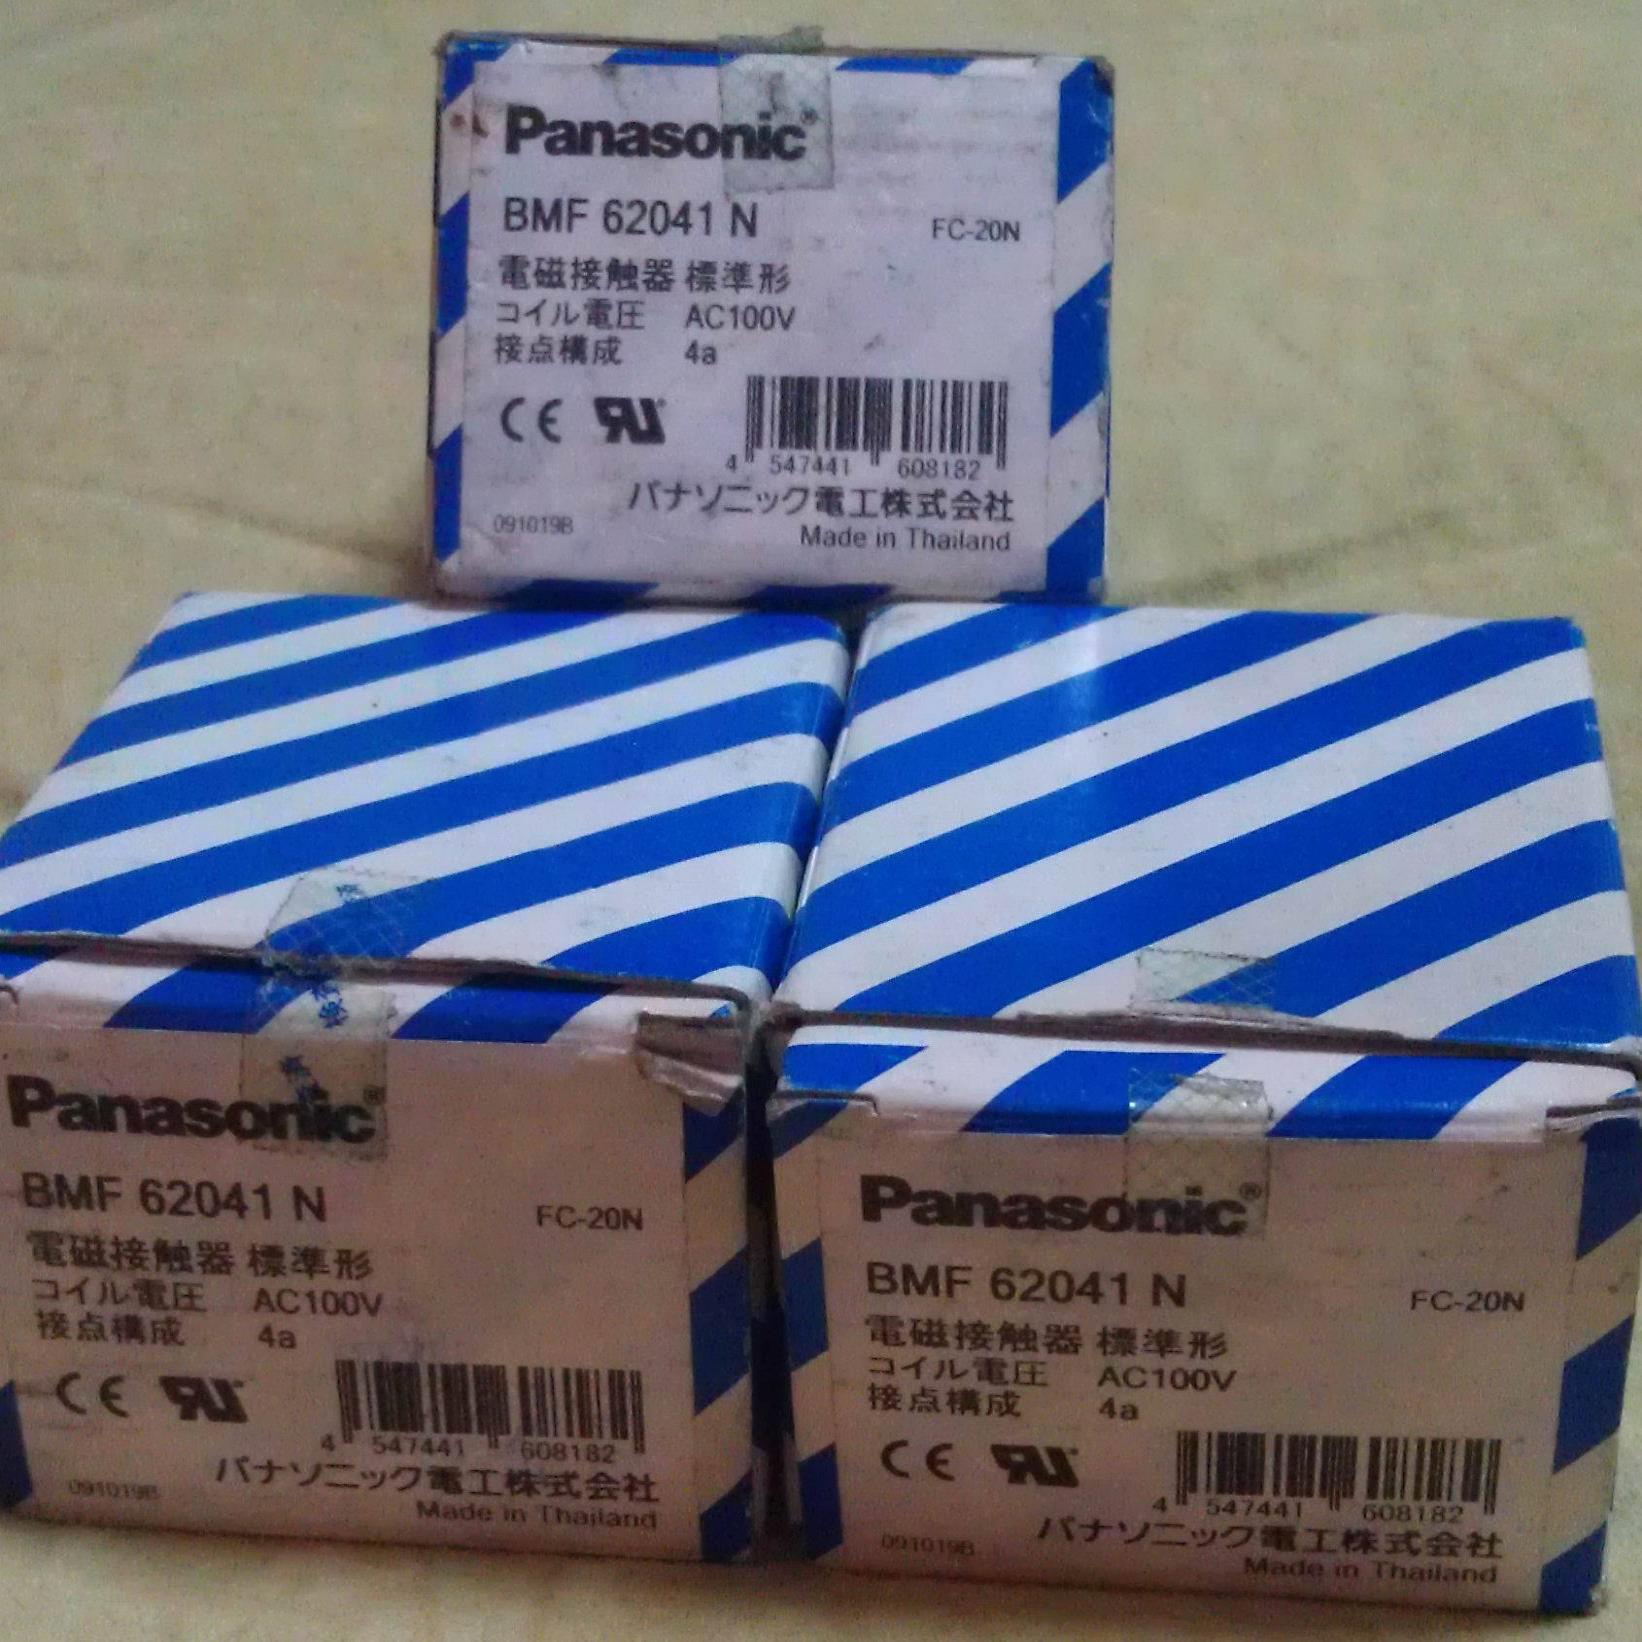 Panasonic®
BMF 62041 N FC-20N
電磁接触器 標準形
コイル電圧 AC100V
接点構成 4a
CE RU
4 547441 608182
パナソニック電工株式会社
091019B Made in Thailand
Panasonic®
BMF 62041 N FC-20N
電磁接触器 標準形
コイル電圧 AC100V
接点構成 4a
CE RU
4 547441 608182
パナソニック電工株式会社
091019B Made in Thailand
Panasonic®
BMF 62041 N FC-20N
電磁接触器 標準形
コイル電圧 AC100V
接点構成 4a
CE RU
4 547441 608182
パナソニック電工株式会社
091019B Made in Thailand